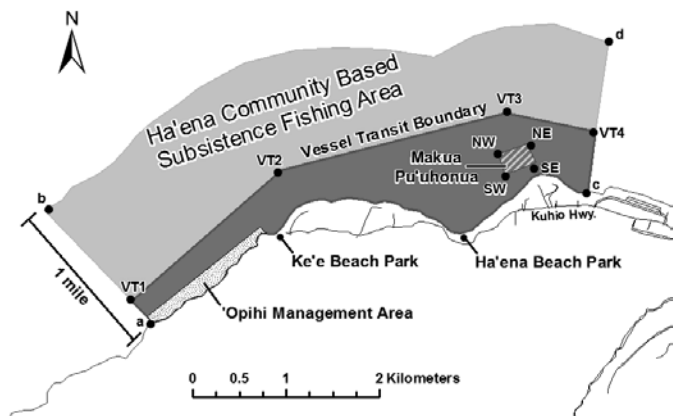 N
d
Ha'ena Community Based
Subsistence Fishing Area
Vessel Transit Boundary
VT3
VT4
VT2
NW
NE
Makua
Pu'uhonua
SE
SW
b
c
Kuhio Hwy.
1 mile
VT1
a
Ke'e Beach Park
Ha'ena Beach Park
'Opihi Management Area
0 0.5 1 2 Kilometers